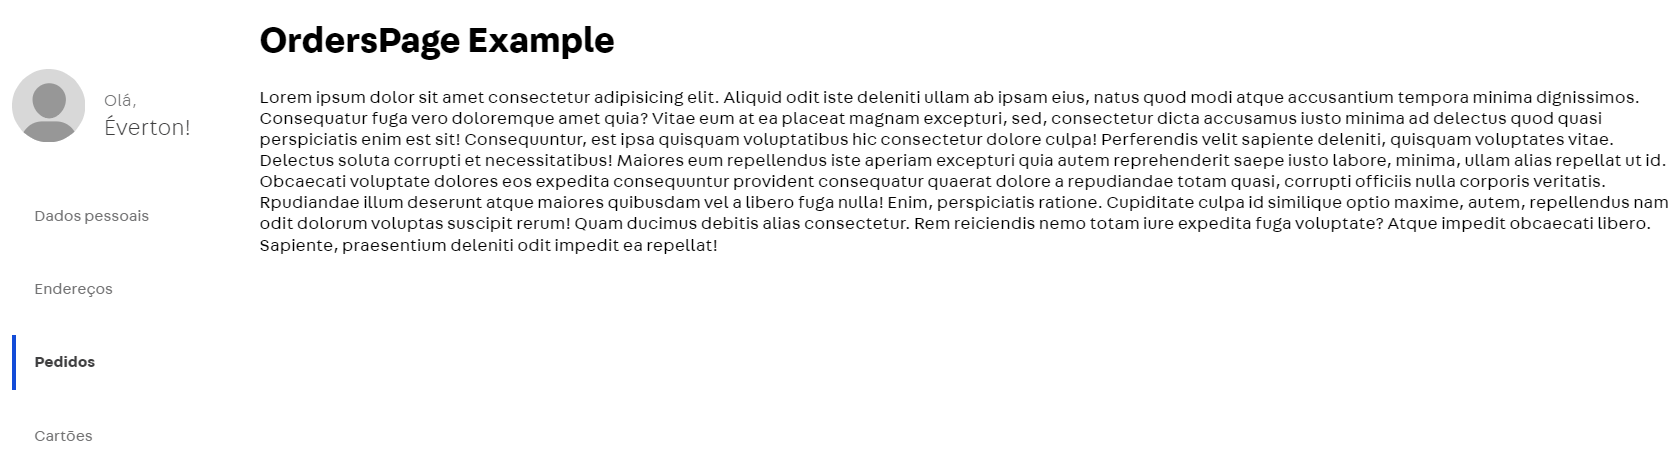 OrdersPage Example
Olá,
Éverton!
Dados pessoais
Endereços
Pedidos
Cartões
Lorem ipsum dolor sit amet consectetur adipisicing elit. Aliquid odit iste deleniti ullam ab ipsam eius, natus quod modi atque accusantium tempora minima dignissimos.
Consequatur fuga vero doloremque amet quia? Vitae eum at ea placeat magnam excepturi, sed, consectetur dicta accusamus iusto minima ad delectus quod quasi
perspiciatis enim est sit! Consequuntur, est ipsa quisquam voluptatibus hic consectetur dolore culpa! Perferendis velit sapiente deleniti, quisquam voluptates vitae.
Delectus soluta corrupti et necessitatibus! Maiores eum repellendus iste aperiam excepturi quia autem reprehenderit saepe iusto labore, minima, ullam alias repellat ut id.
Obcaecati voluptate dolores eos expedita consequuntur provident consequatur quaerat dolore a repudiandae totam quasi, corrupti officiis nulla corporis veritatis.
Rpudiandae illum deserunt atque maiores quibusdam vel a libero fuga nulla! Enim, perspiciatis ratione. Cupiditate culpa id similique optio maxime, autem, repellendus nam
odit dolorum voluptas suscipit rerum! Quam ducimus debitis alias consectetur. Rem reiciendis nemo totam iure expedita fuga voluptate? Atque impedit obcaecati libero.
Sapiente, praesentium deleniti odit impedit ea repellat!